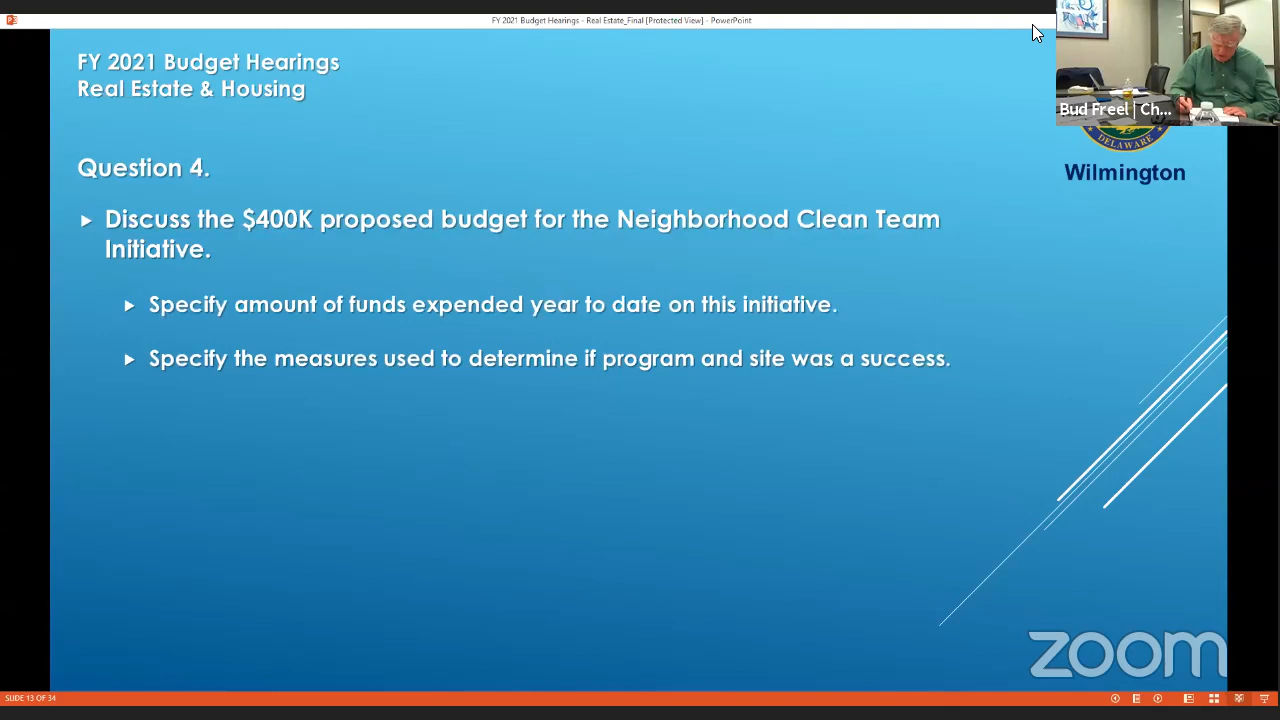 FY 2021 Budget Hearings - Real Estate_Final [Protected View] - PowerPoint
FY 2021 Budget Hearings
Real Estate & Housing
Bud Freel | Ch...
DELAWARE
Wilmington
Question 4.
Discuss the $400K proposed budget for the Neighborhood Clean Team
Initiative.
Specify amount of funds expended year to date on this initiative.
Specify the measures used to determine if program and site was a success.
zoom
SLIDE 13 OF 34